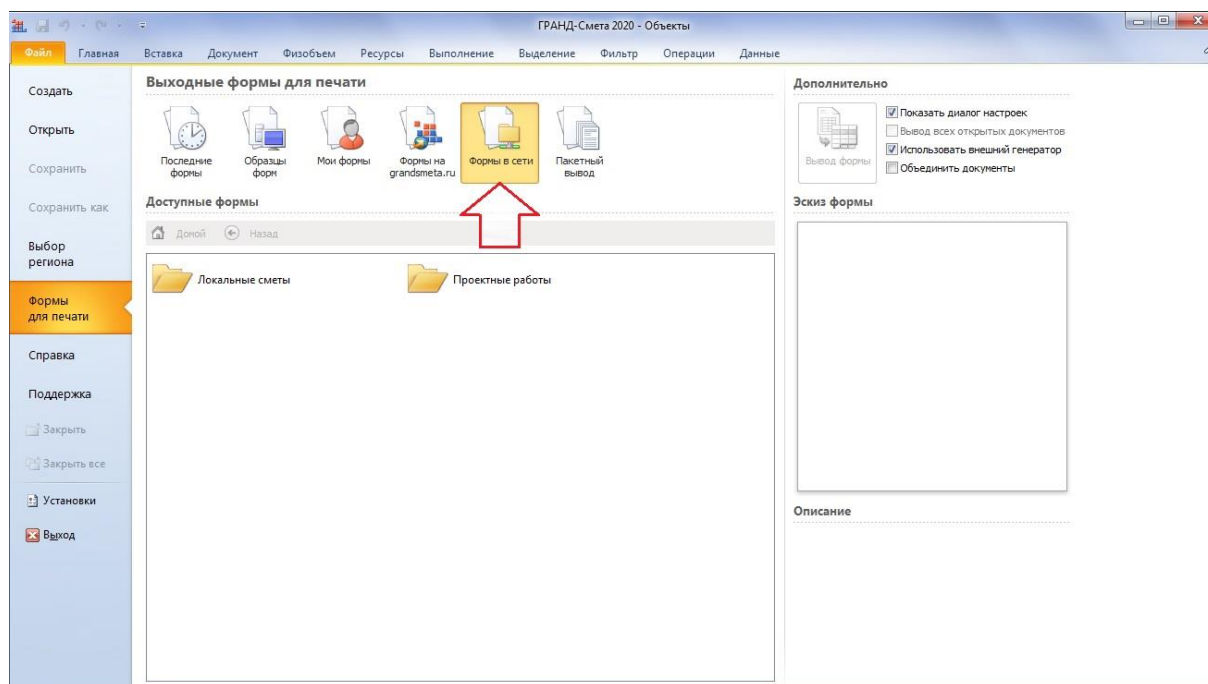 ГРАНД-Смета 2020 - Объекты
Файл Главная Вставка Документ Физобъем Ресурсы Выполнение Выделение Фильтр Операции Данные
Создать
Открыть
Сохранить
Сохранить как
Выбор
региона
Формы
для печати
Справка
Поддержка
Закрыть
Закрыть все
Установки
Выход
Выходные формы для печати
Последние
формы
Образцы
форм
Мои формы
Формы на
grandsmeta.ru
Формы в сети
Пакетный
вывод
Доступные формы
Домой Назад
Локальные сметы Проектные работы
Дополнительно
Вывод формы
Показать диалог настроек
Вывод всех открытых документов
Использовать внешний генератор
Объединить документы
Эскиз формы
Описание